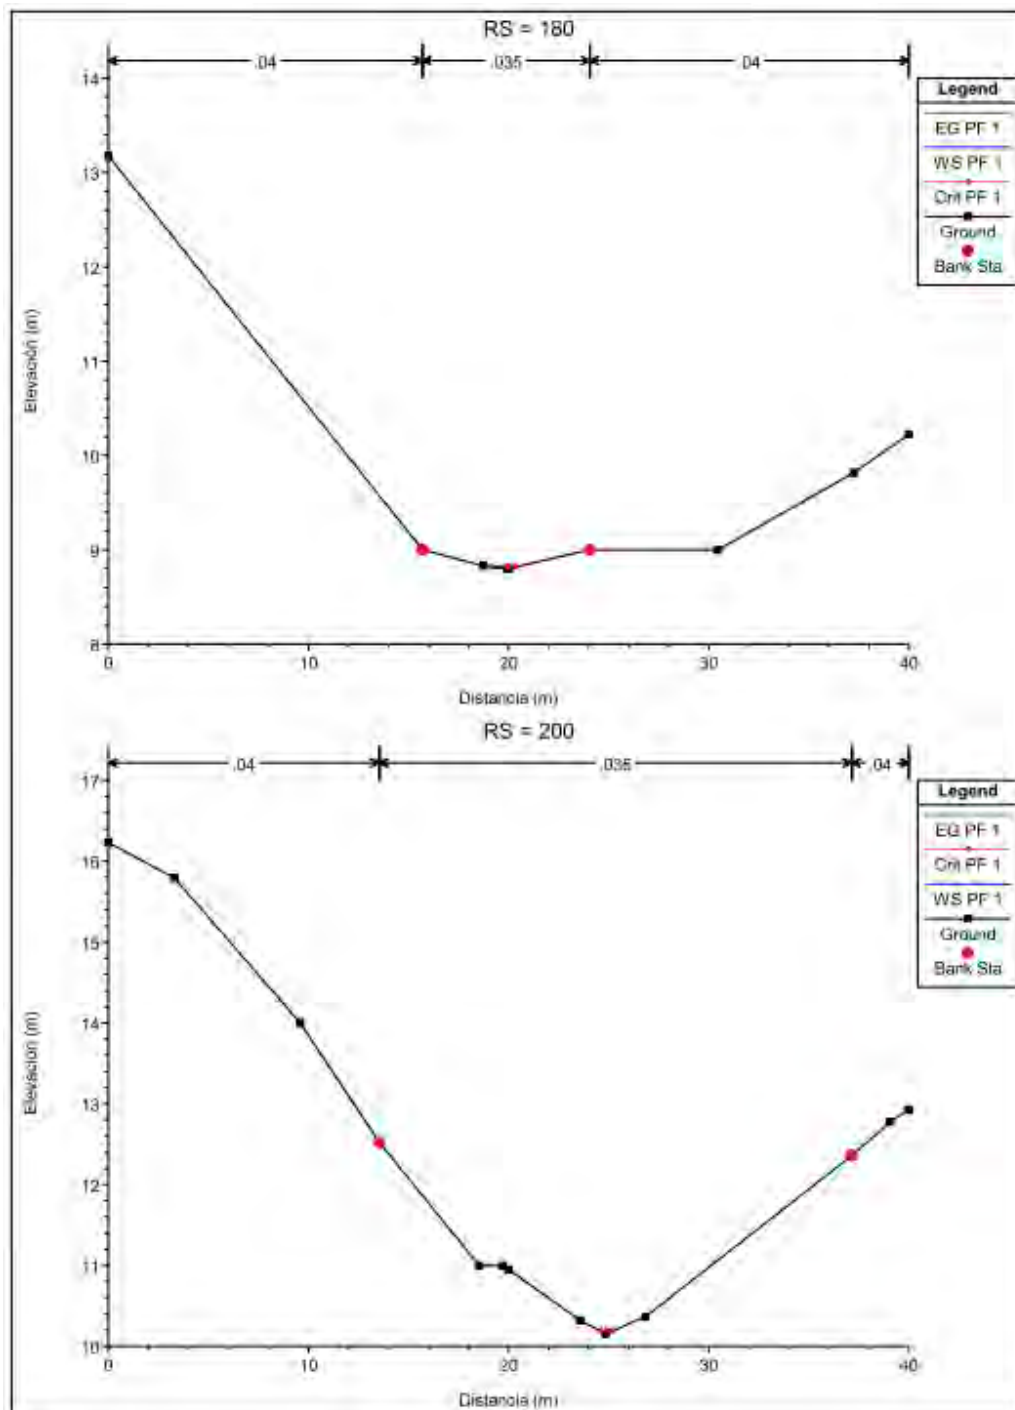 RS = 180
.04 .035 .04
14
13
12
11
10
9
8
Elevación (m)
0 10 20 30 40
Distancia (m)
Legend
EG PF 1
WS PF 1
Crit PF 1
Ground
Bank Sta
RS = 200
.04 .035 .04
17
16
15
14
13
12
11
10
Elevación (m)
0 10 20 30 40
Distancia (m)
Legend
EG PF 1
Crit PF 1
WS PF 1
Ground
Bank Sta